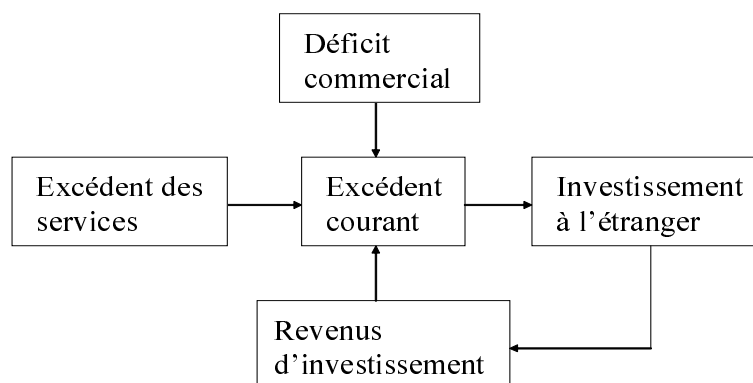 Déficit
commercial
Excédent des
services
Excédent
courant
Investissement
à l’étranger
Revenus
d’investissement